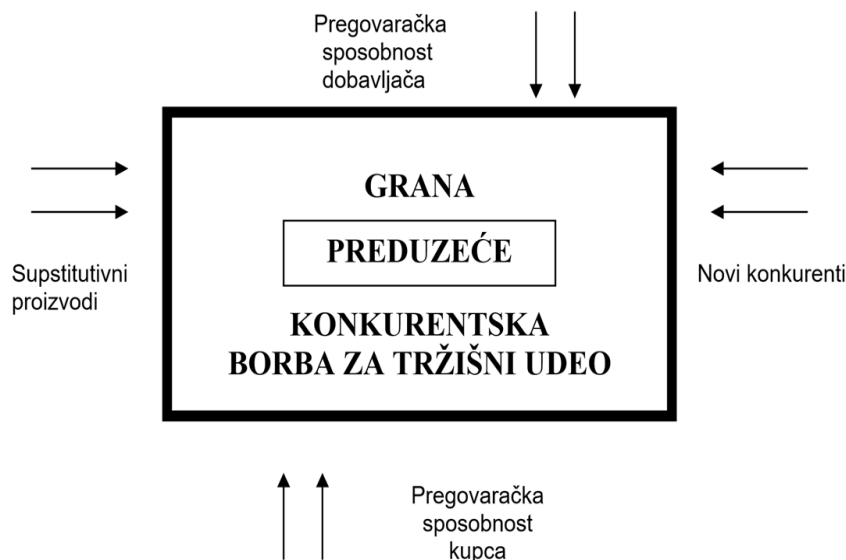 Pregovaračka
sposobnost
dobavljača
GRANA
PREDUZEĆE
Supstitutivni
proizvodi
Novi konkurenti
KONKURENTSKA
BORBA ZA TRŽIŠNI UDEO
Pregovaračka
sposobnost
kupca